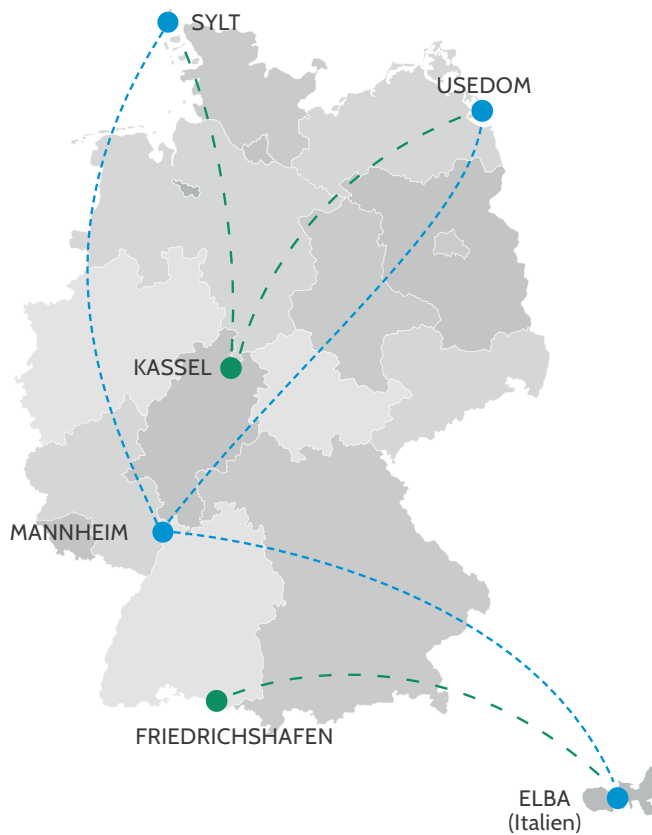 SYLT
USEDOM
KASSEL
MANNHEIM
FRIEDRICHSHAFEN
ELBA
(Italien)